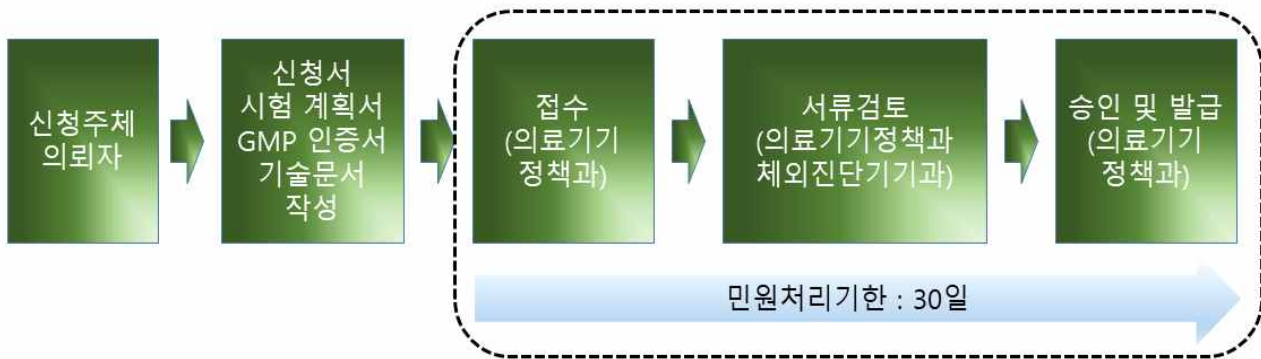 신청주체
의뢰자
신청서
시험 계획서
GMP 인증서
기술문서
작성
접수
(의료기기
정책과)
서류검토
(의료기기정책과
체외진단기기과)
승인 및 발급
(의료기기
정책과)
민원처리기한 : 30일